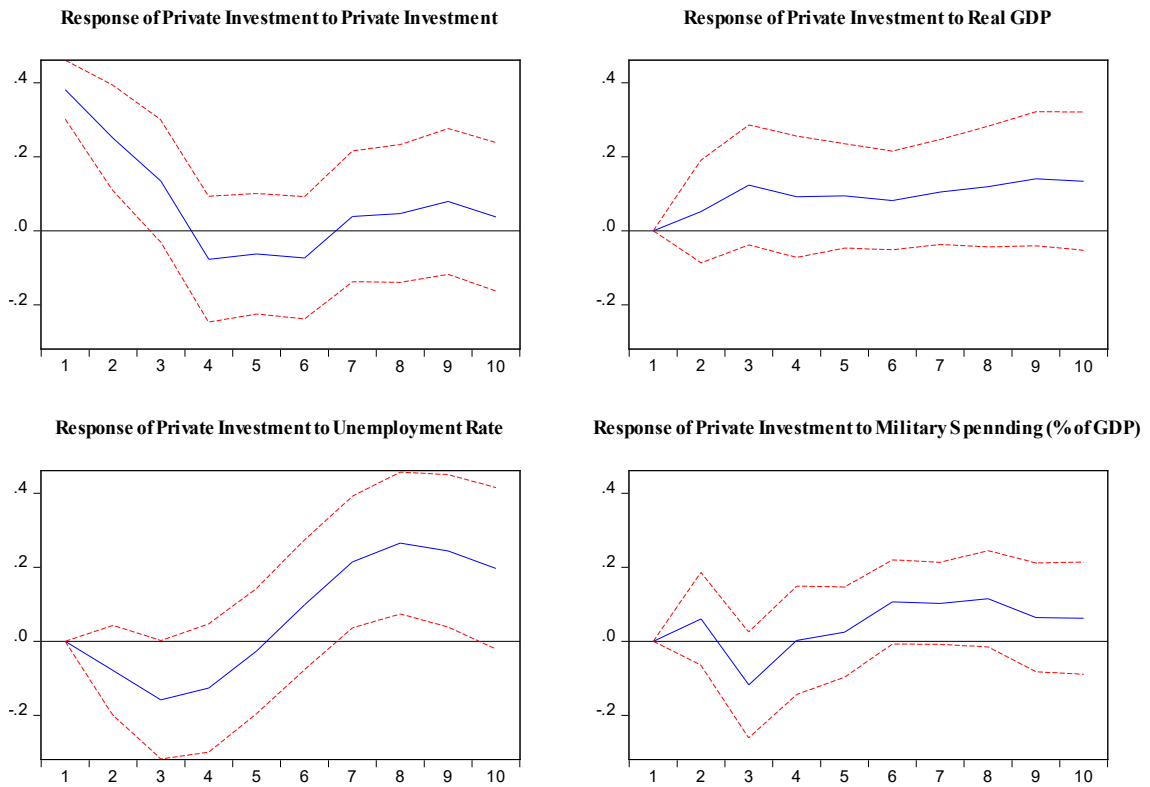 Response of Private Investment to Private Investment
Response of Private Investment to Real GDP
.4
.2
.0
-.2
1 2 3 4 5 6 7 8 9 10
.4
.2
.0
-.2
1 2 3 4 5 6 7 8 9 10
Response of Private Investment to Unemployment Rate
Response of Private Investment to Military Spennding (% of GDP)
.4
.2
.0
-.2
1 2 3 4 5 6 7 8 9 10
.4
.2
.0
-.2
1 2 3 4 5 6 7 8 9 10